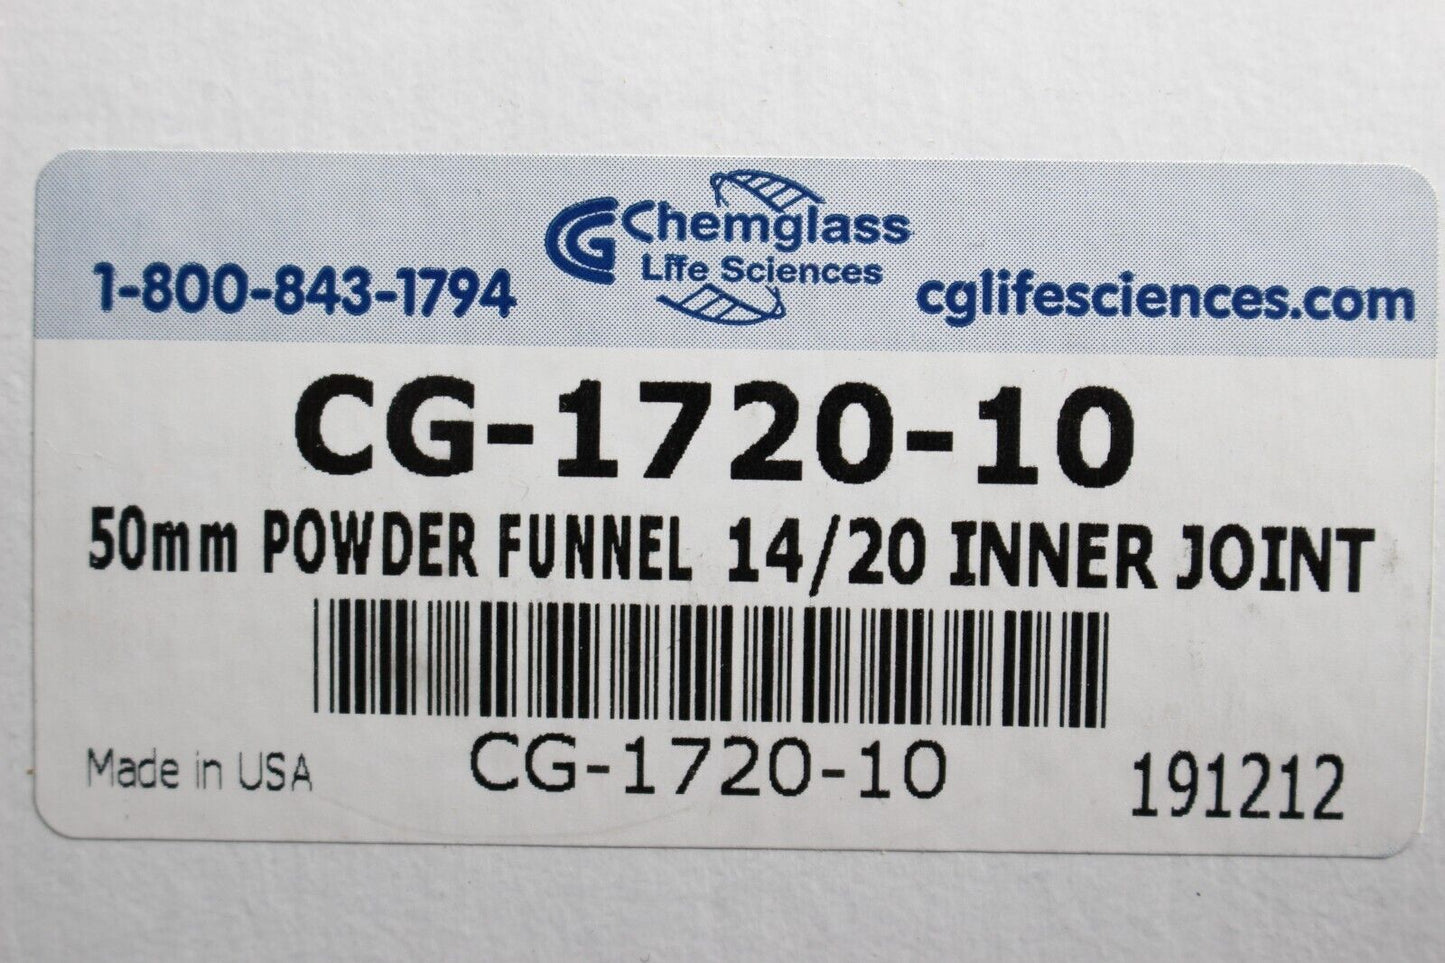 CG Chemglass
Life Sciences
1-800-843-1794
cglifesciences.com
CG-1720-10
50mm POWDER FUNNEL 14/20 INNER JOINT
CG-1720-10
Made in USA
191212